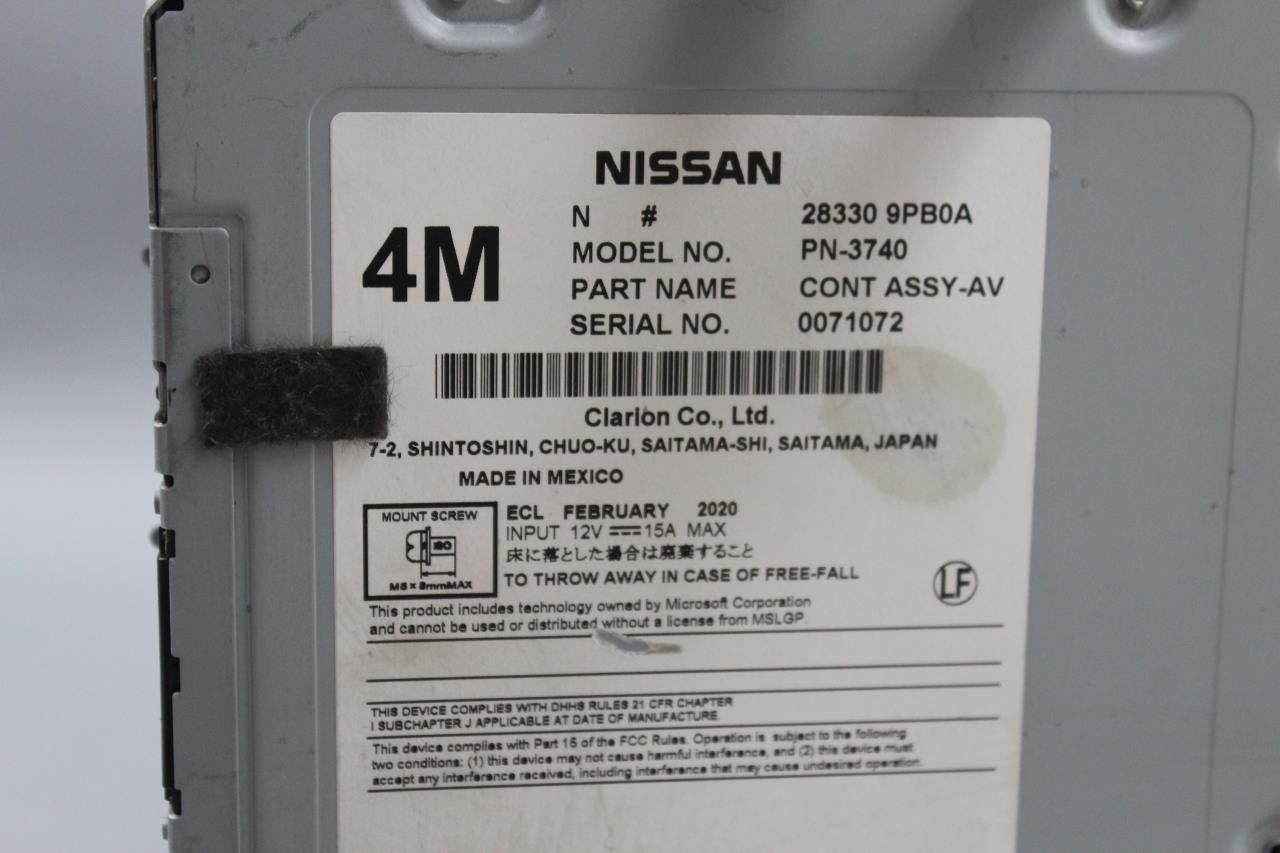 NISSAN
4M
N # 28330 9PB0A
MODEL NO. PN-3740
PART NAME CONT ASSY-AV
SERIAL NO. 0071072
Clarion Co., Ltd.
7-2, SHINTOSHIN, CHUO-KU, SAITAMA-SHI, SAITAMA, JAPAN
MADE IN MEXICO
MOUNT SCREW
M5 × 8mmMAX
ECL FEBRUARY 2020
INPUT 12V 15A MAX
床に落とした場合は廃棄すること
TO THROW AWAY IN CASE OF FREE-FALL
LF
This product includes technology owned by Microsoft Corporation
and cannot be used or distributed without a license from MSLGP.
THIS DEVICE COMPLIES WITH DHHS RULES 21 CFR CHAPTER
I SUBCHAPTER J APPLICABLE AT DATE OF MANUFACTURE.
This device complies with Part 15 of the FCC Rules. Operation is subject to the following
two conditions: (1) this device may not cause harmful interference, and (2) this device must
accept any interference received, including interference that may cause undesired operation.